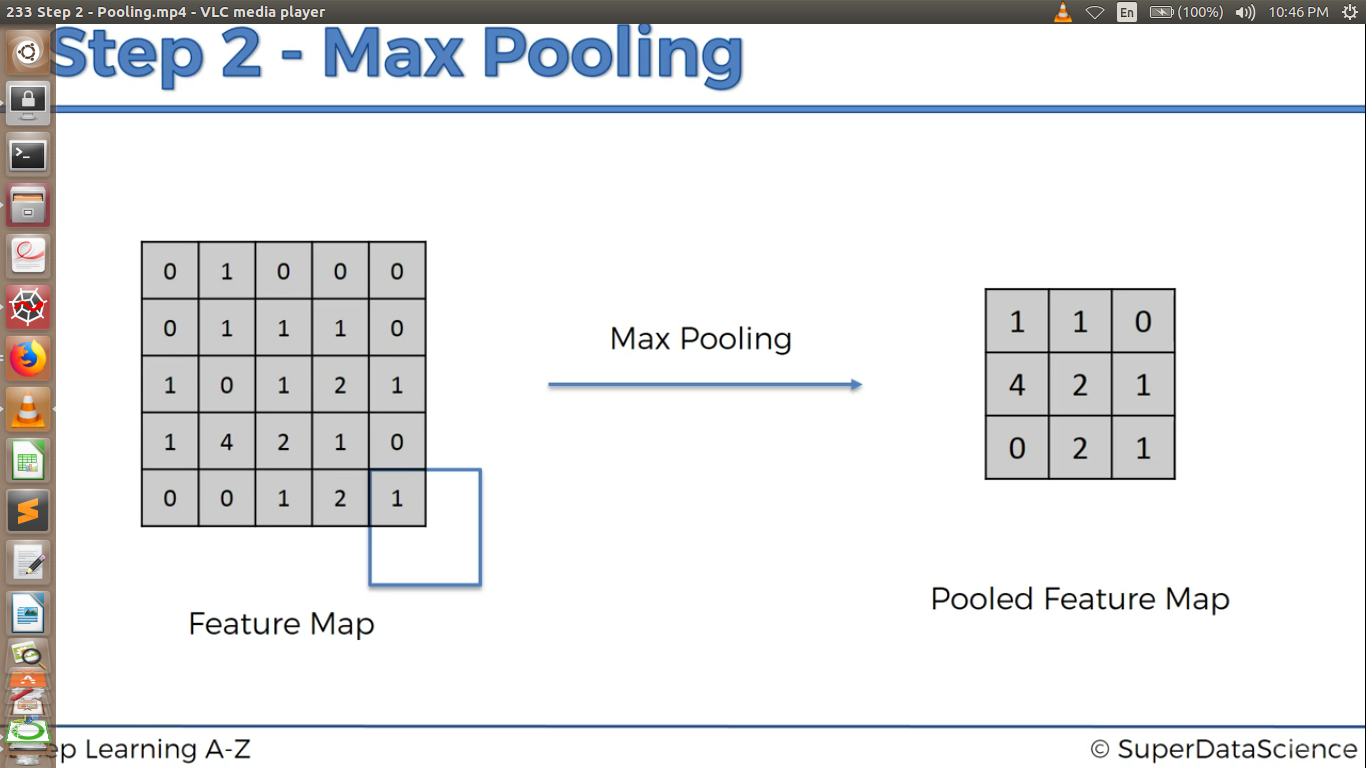 233 Step 2 - Pooling.mp4 - VLC media player En (100%) 10:46 PM
Step 2 - Max Pooling
0 1 0 0 0
0 1 1 1 0
1 0 1 2 1
1 4 2 1 0
0 0 1 2 1
Feature Map
Max Pooling
1 1 0
4 2 1
0 2 1
Pooled Feature Map
ep Learning A-Z
© SuperDataScience